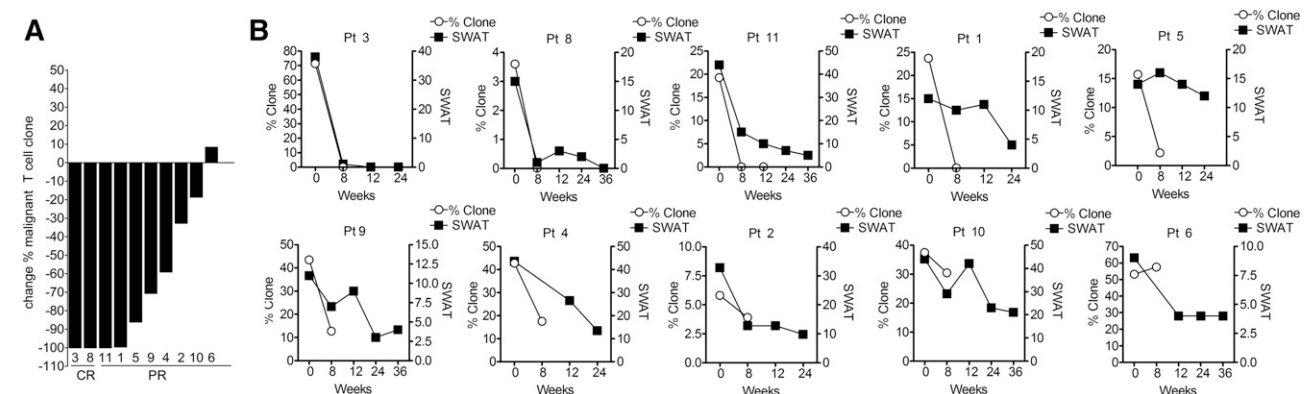 A
change % malignant T cell clone
50
40
30
20
10
0
-10
-20
-30
-40
-50
-60
-70
-80
-90
-100
-110
3 8 11 1 5 9 4 2 10 6
CR PR
B
Pt 3
% Clone
SWAT
% Clone
80
70
60
50
40
30
20
10
0
40
30
20
10
0
SWAT
0 8 12 24
Weeks
Pt 8
% Clone
SWAT
% Clone
4
3
2
1
0
20
15
10
5
0
SWAT
0 8 12 24 36
Weeks
Pt 11
% Clone
SWAT
% Clone
25
20
15
10
5
0
50
40
30
20
10
0
SWAT
0 8 12 24 36
Weeks
Pt 1
% Clone
SWAT
% Clone
25
20
15
10
5
0
20
15
10
5
0
SWAT
0 8 12 24
Weeks
Pt 5
% Clone
SWAT
% Clone
20
15
10
5
0
20
15
10
5
0
SWAT
0 8 12 24
Weeks
Pt 9
% Clone
SWAT
% Clone
50
40
30
20
10
0
15.0
12.5
10.0
7.5
5.0
2.5
0.0
SWAT
0 8 12 24 36
Weeks
Pt 4
% Clone
SWAT
% Clone
50
40
30
20
10
0
50
40
30
20
10
0
SWAT
0 8 12 24
Weeks
Pt 2
% Clone
SWAT
% Clone
10.0
7.5
5.0
2.5
0.0
40
30
20
10
0
SWAT
0 8 12 24
Weeks
Pt 10
% Clone
SWAT
% Clone
40
30
20
10
0
50
40
30
20
10
0
SWAT
0 8 12 24 36
Weeks
Pt 6
% Clone
SWAT
% Clone
70
60
50
40
30
20
10
0
10.0
7.5
5.0
2.5
0.0
SWAT
0 8 12 24 36
Weeks